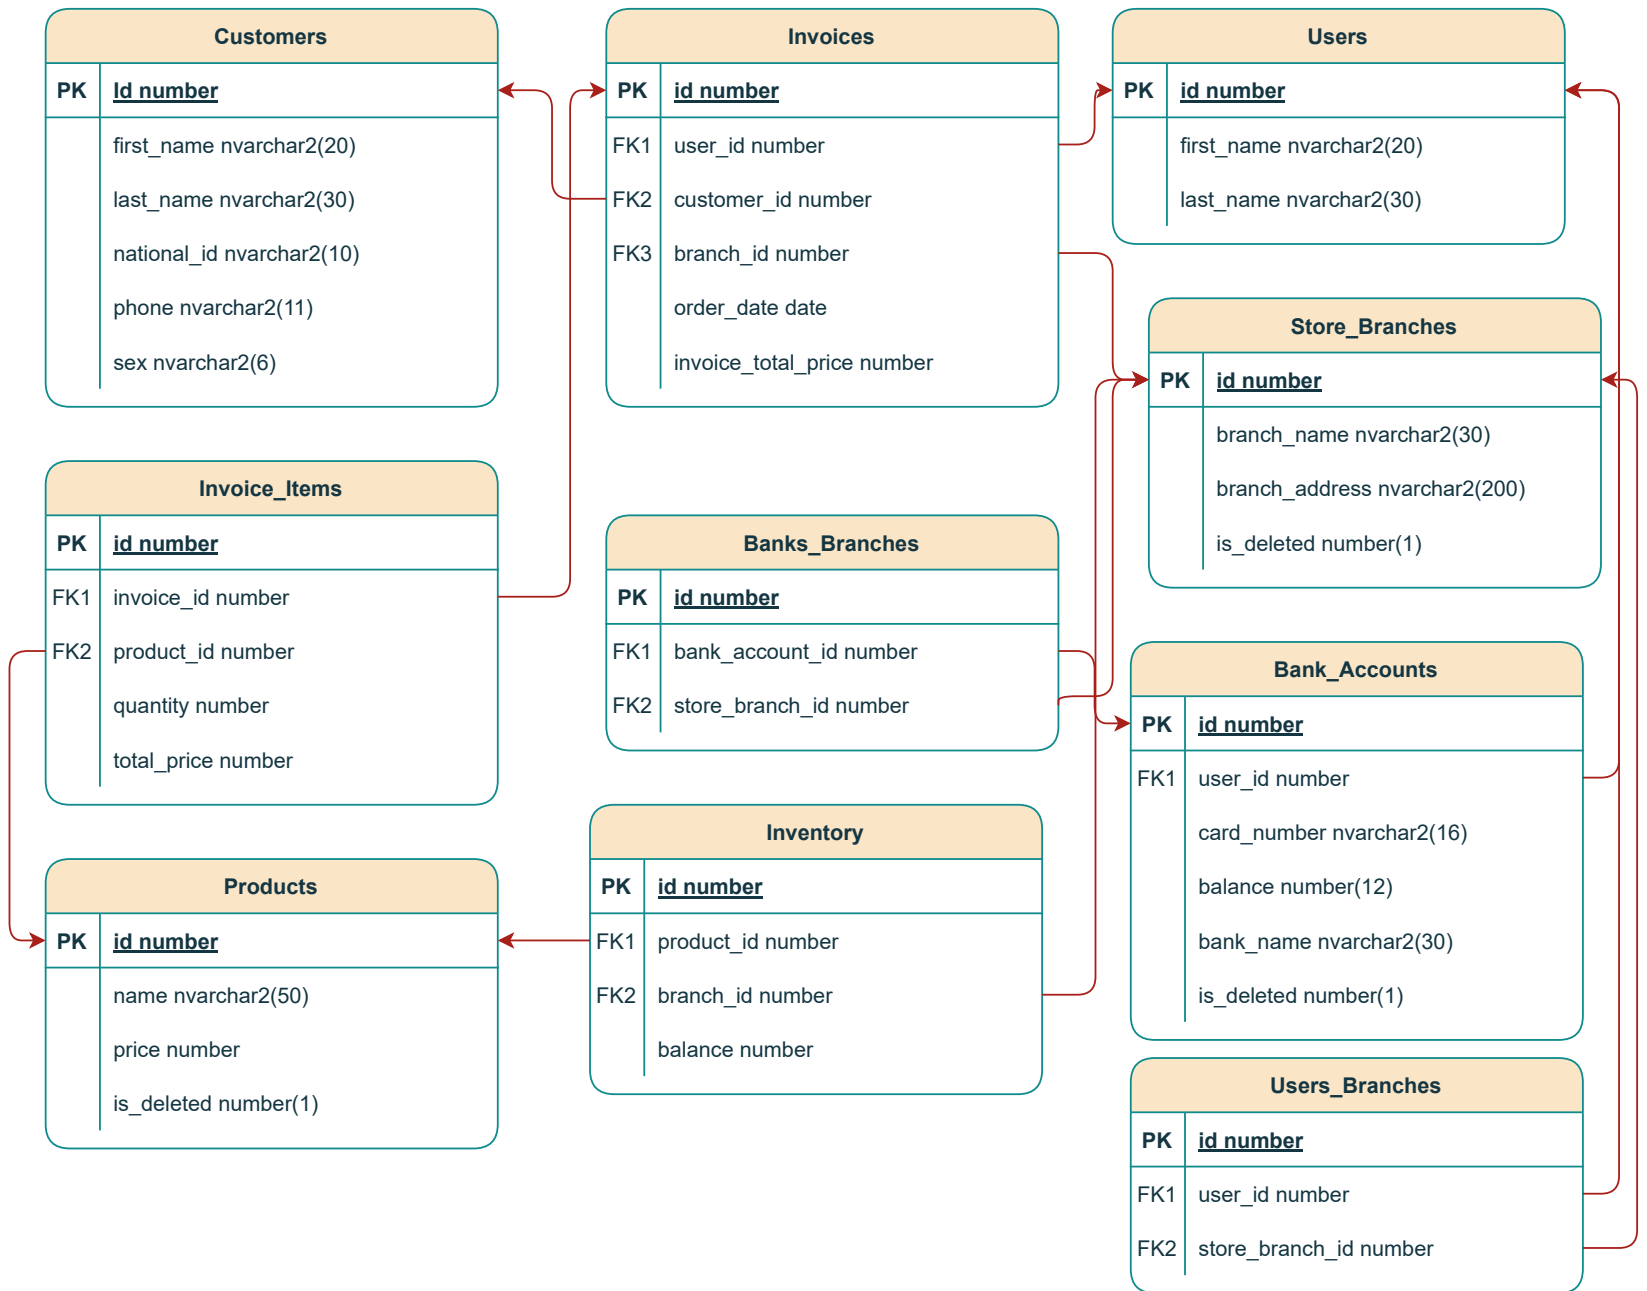 Customers
PK Id number
first_name nvarchar2(20)
last_name nvarchar2(30)
national_id nvarchar2(10)
phone nvarchar2(11)
sex nvarchar2(6)
Invoices
PK id number
FK1 user_id number
FK2 customer_id number
FK3 branch_id number
order_date date
invoice_total_price number
Users
PK id number
first_name nvarchar2(20)
last_name nvarchar2(30)
Store_Branches
PK id number
branch_name nvarchar2(30)
branch_address nvarchar2(200)
is_deleted number(1)
Invoice_Items
PK id number
FK1 invoice_id number
FK2 product_id number
quantity number
total_price number
Banks_Branches
PK id number
FK1 bank_account_id number
FK2 store_branch_id number
Bank_Accounts
PK id number
FK1 user_id number
card_number nvarchar2(16)
balance number(12)
bank_name nvarchar2(30)
is_deleted number(1)
Products
PK id number
name nvarchar2(50)
price number
is_deleted number(1)
Inventory
PK id number
FK1 product_id number
FK2 branch_id number
balance number
Users_Branches
PK id number
FK1 user_id number
FK2 store_branch_id number